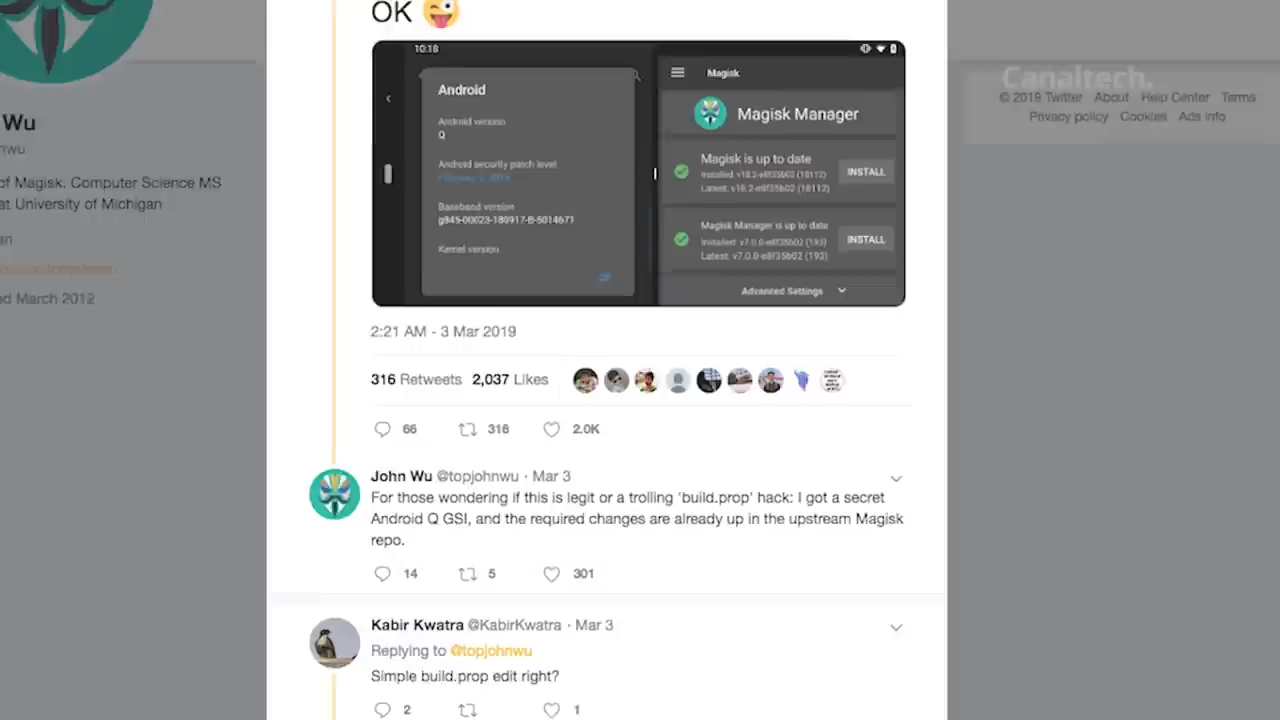 OK
10:18
Android
Android version
Q
Android security patch level
Baseband version
g845-00023-180917-B-5014671
Kernel version
OK
Magisk
Magisk Manager
Magisk is up to date
Installed: v18.2-e8f35b02 (18112)
Latest: v18.2-e8f35b02 (18112)
INSTALL
Magisk Manager is up to date
Installed: v7.0.0-e8f35b02 (193)
Latest: v7.0.0-e8f35b02 (193)
INSTALL
Advanced Settings
2:21 AM - 3 Mar 2019
316 Retweets 2,037 Likes
66 316 2.0K
John Wu @topjohnwu · Mar 3
For those wondering if this is legit or a trolling 'build.prop' hack: I got a secret
Android Q GSI, and the required changes are already up in the upstream Magisk
repo.
14 5 301
Kabir Kwatra @KabirKwatra · Mar 3
Replying to @topjohnwu
Simple build.prop edit right?
2 1
Wu
nwu
of Magisk. Computer Science MS
at University of Michigan
an
ed March 2012
Canaltech.
© 2019 Twitter About Help Center Terms
Privacy policy Cookies Ads info